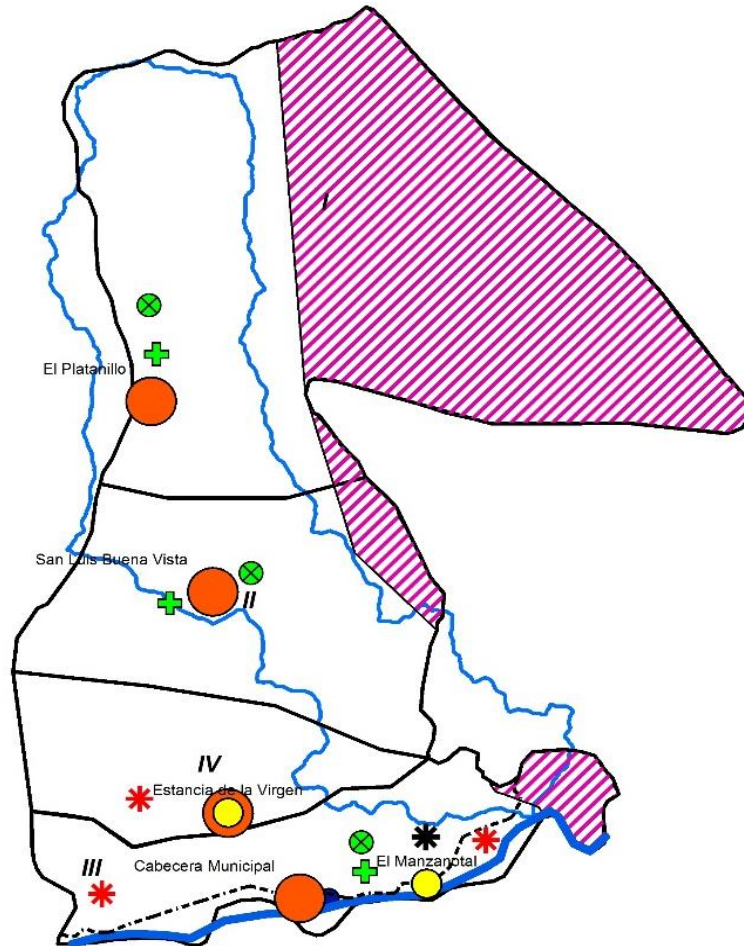 I
El Platanillo
San Luis Buena Vista
II
IV
Estancia de la Virgen
III
Cabecera Municipal
El Manzanotal